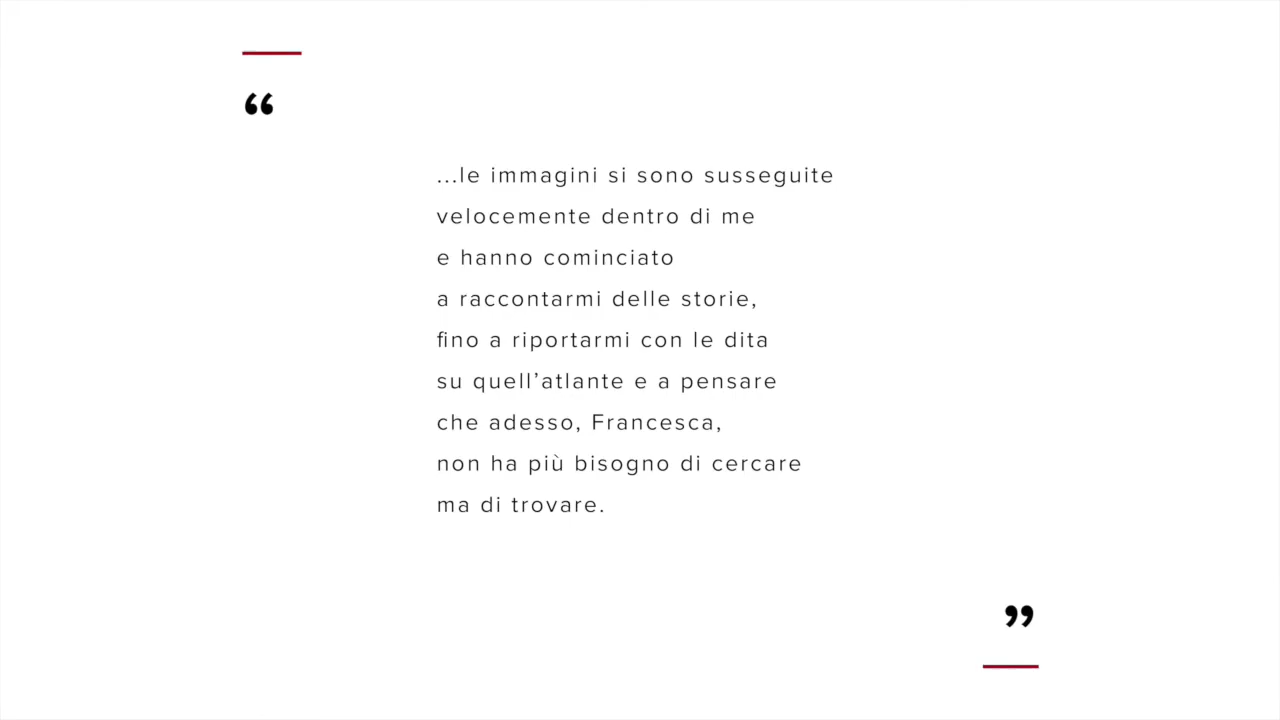 “
...le immagini si sono susseguite
velocemente dentro di me
e hanno cominciato
a raccontarmi delle storie,
fino a riportarmi con le dita
su quell’atlante e a pensare
che adesso, Francesca,
non ha più bisogno di cercare
ma di trovare.
”